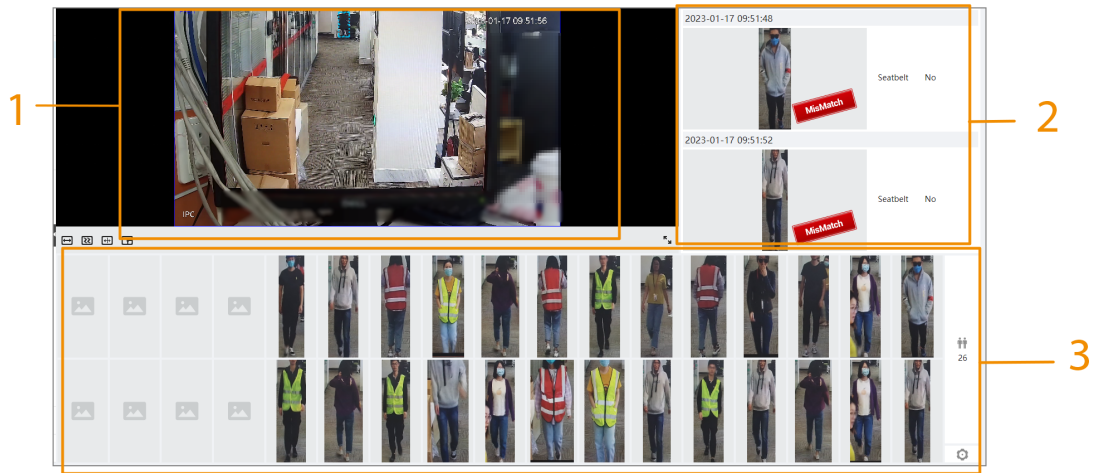 1
01-17 09 51:56
IPC
2023-01-17 09:51:48
MisMatch
Seatbelt No
2023-01-17 09:51:52
MisMatch
Seatbelt No
2
26
3